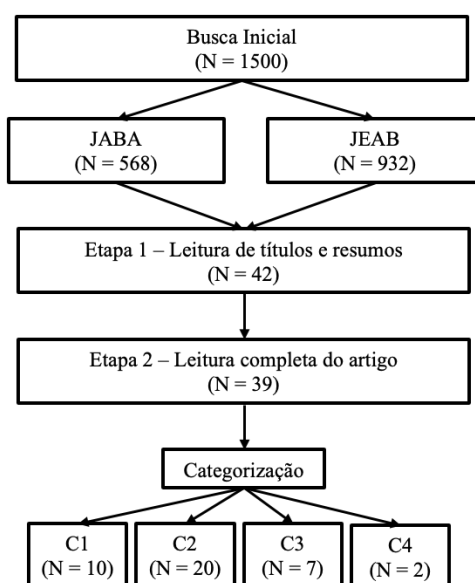 Busca Inicial
(N = 1500)
JABA
(N = 568)
JEAB
(N = 932)
Etapa 1 – Leitura de títulos e resumos
(N = 42)
Etapa 2 – Leitura completa do artigo
(N = 39)
Categorização
C1
(N = 10)
C2
(N = 20)
C3
(N = 7)
C4
(N = 2)